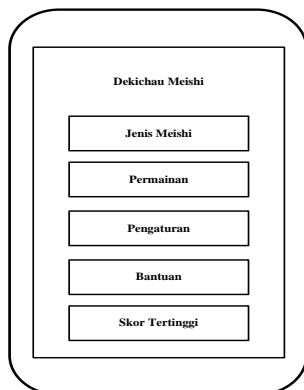 Dekichau Meishi
Jenis Meishi
Permainan
Pengaturan
Bantuan
Skor Tertinggi